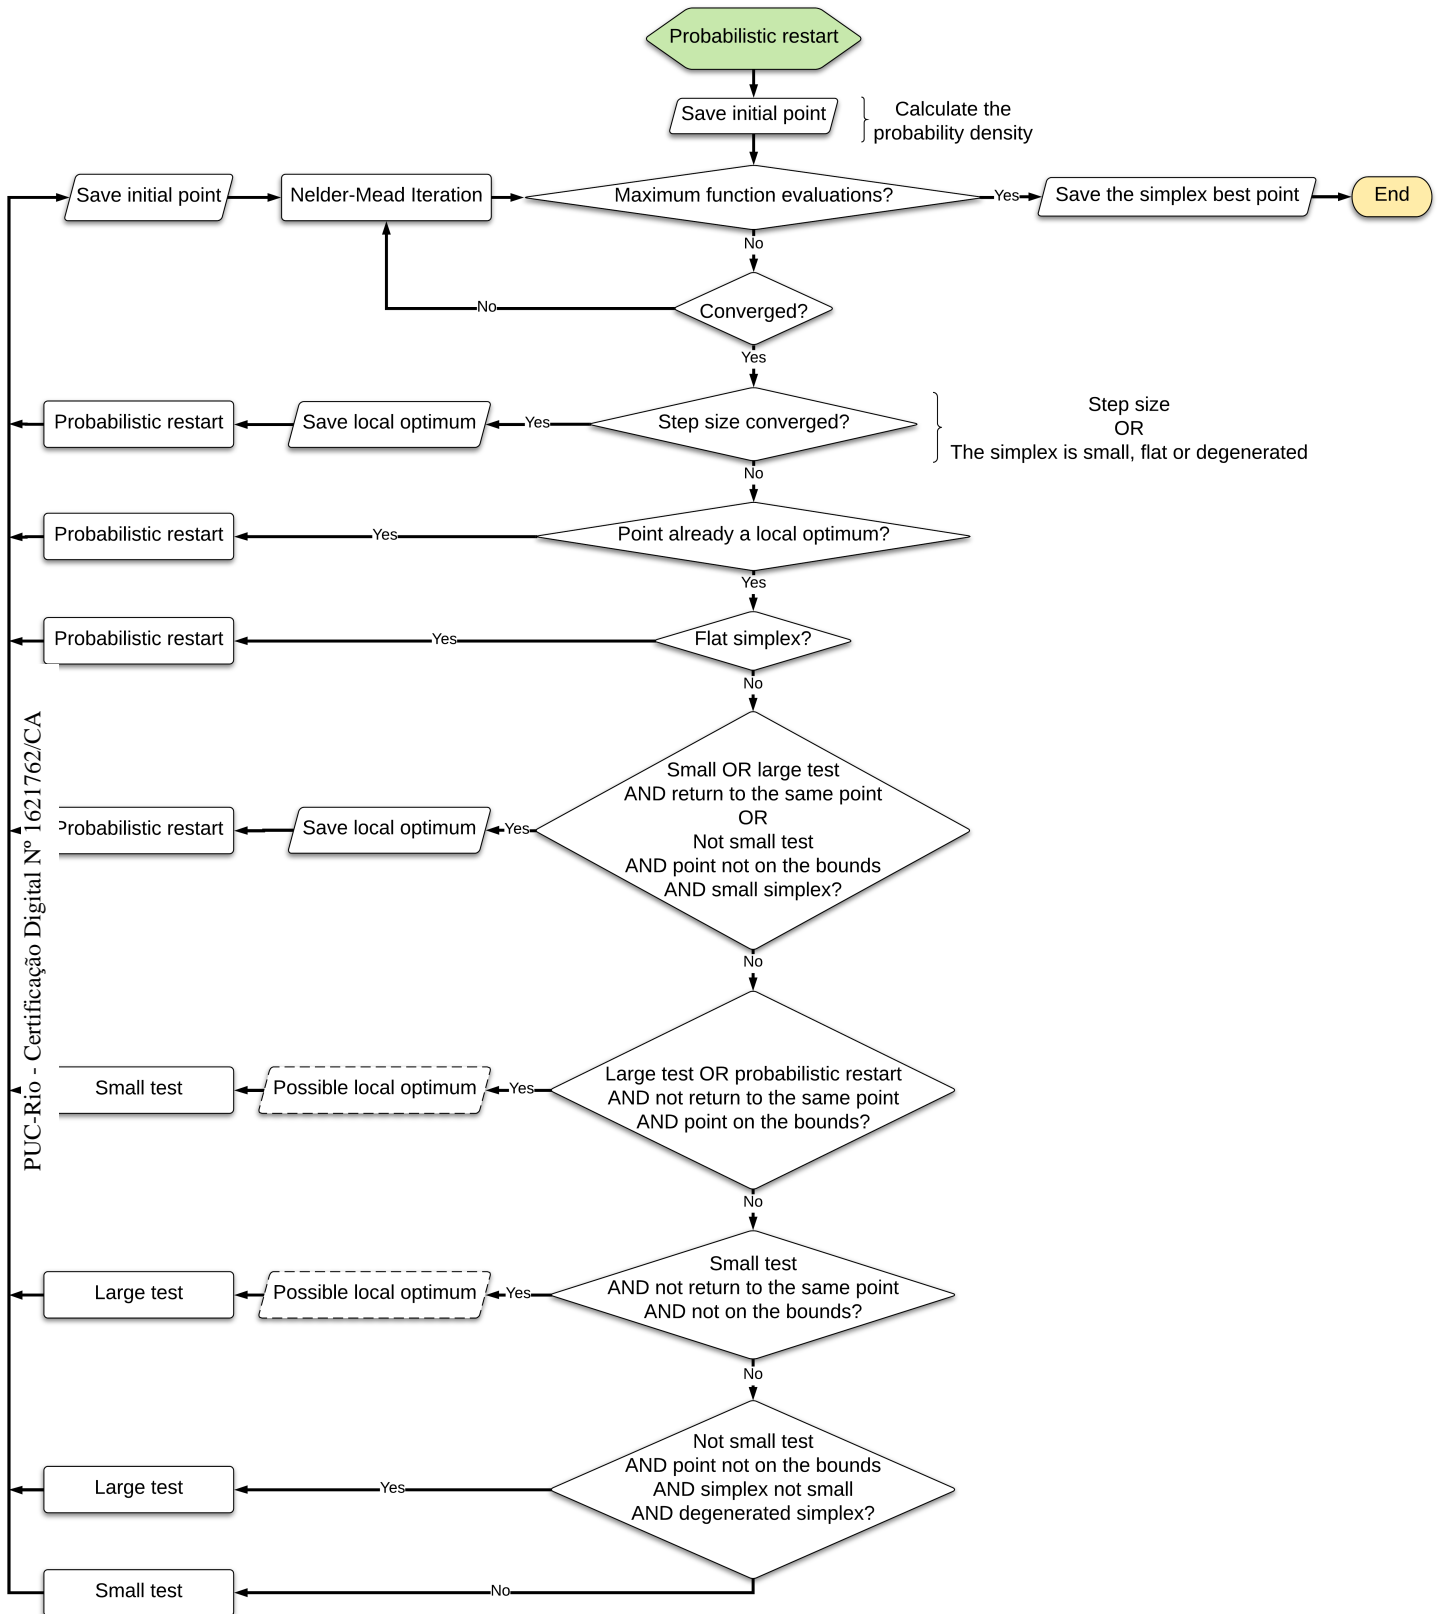 Probabilistic restart
Save initial point
Calculate the
probability density
Save initial point
Nelder-Mead Iteration
Maximum function evaluations?
Yes
Save the simplex best point
End
No
Converged?
No
Yes
Probabilistic restart
Save local optimum
Yes
Step size converged?
Step size
OR
The simplex is small, flat or degenerated
No
Probabilistic restart
Yes
Point already a local optimum?
Yes
Probabilistic restart
Yes
Flat simplex?
No
PUC-Rio - Certificação Digital Nº 1621762/CA
Probabilistic restart
Save local optimum
Yes
Small OR large test
AND return to the same point
OR
Not small test
AND point not on the bounds
AND small simplex?
No
Small test
Possible local optimum
Yes
Large test OR probabilistic restart
AND not return to the same point
AND point on the bounds?
No
Large test
Possible local optimum
Yes
Small test
AND not return to the same point
AND not on the bounds?
No
Large test
Yes
Not small test
AND point not on the bounds
AND simplex not small
AND degenerated simplex?
Small test
No